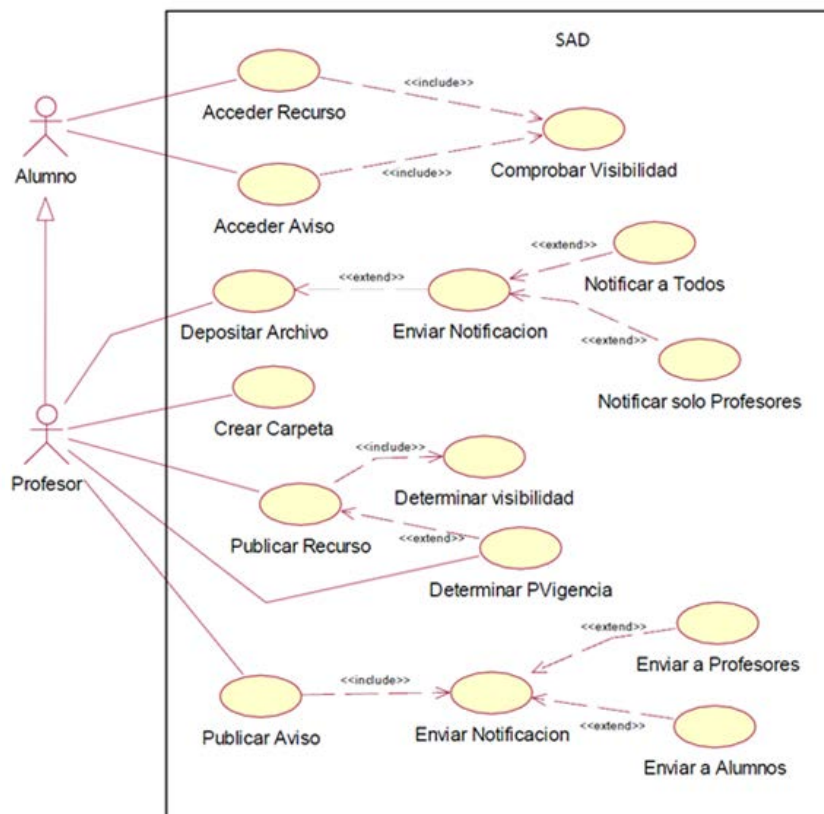 SAD
<<include>>
Acceder Recurso
Alumno
Comprobar Visibilidad
<<include>>
Acceder Aviso
<<extend>>
Notificar a Todos
<<extend>>
Depositar Archivo
Enviar Notificacion
<<extend>>
Notificar solo Profesores
Crear Carpeta
Profesor
<<include>>
Determinar visibilidad
Publicar Recurso
<<extend>>
Determinar PVigencia
<<extend>>
Enviar a Profesores
<<include>>
Publicar Aviso
Enviar Notificacion
<<extend>>
Enviar a Alumnos